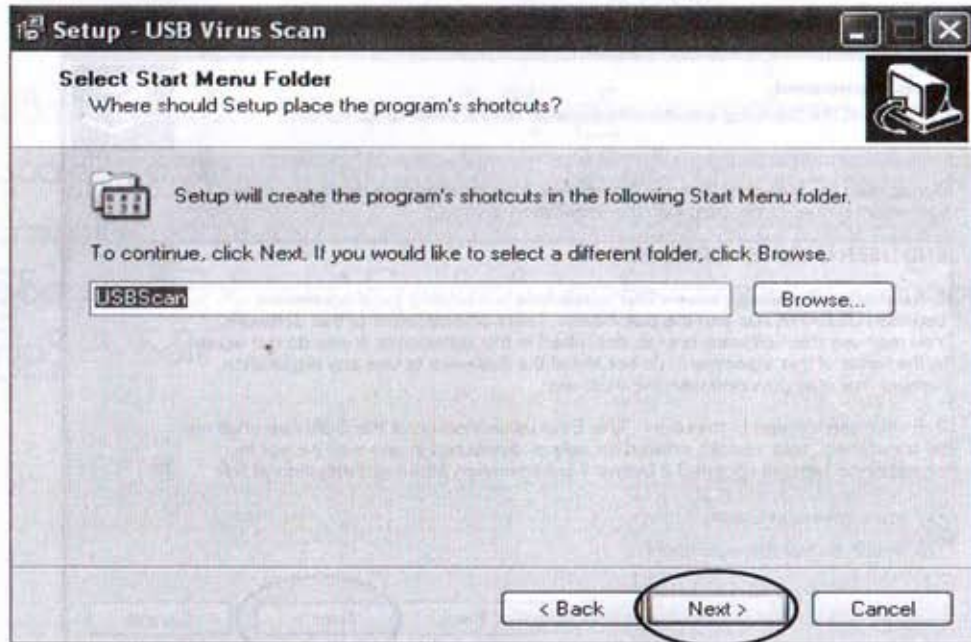 Setup - USB Virus Scan
Select Start Menu Folder
Where should Setup place the program's shortcuts?
Setup will create the program's shortcuts in the following Start Menu folder.
To continue, click Next. If you would like to select a different folder, click Browse.
USBScan
Browse...
< Back
Next >
Cancel